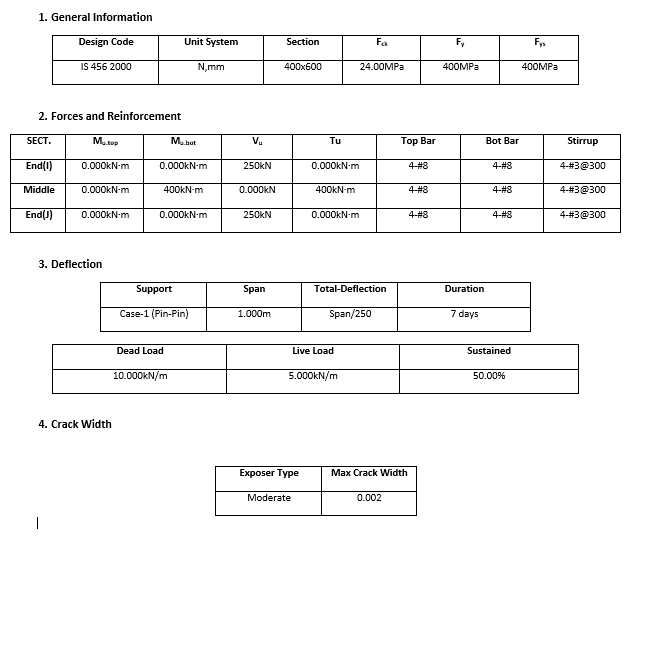 1. General Information
Design Code Unit System Section Fck Fy Fys
IS 456 2000 N,mm 400x600 24.00MPa 400MPa 400MPa
2. Forces and Reinforcement
SECT. Mu.top Mu.bot Vu Tu Top Bar Bot Bar Stirrup
End(I) 0.000kN·m 0.000kN·m 250kN 0.000kN·m 4-#8 4-#8 4-#3@300
Middle 0.000kN·m 400kN·m 0.000kN 400kN·m 4-#8 4-#8 4-#3@300
End(J) 0.000kN·m 0.000kN·m 250kN 0.000kN·m 4-#8 4-#8 4-#3@300
3. Deflection
Support Span Total-Deflection Duration
Case-1 (Pin-Pin) 1.000m Span/250 7 days
Dead Load Live Load Sustained
10.000kN/m 5.000kN/m 50.00%
4. Crack Width
Exposer Type Max Crack Width
Moderate 0.002